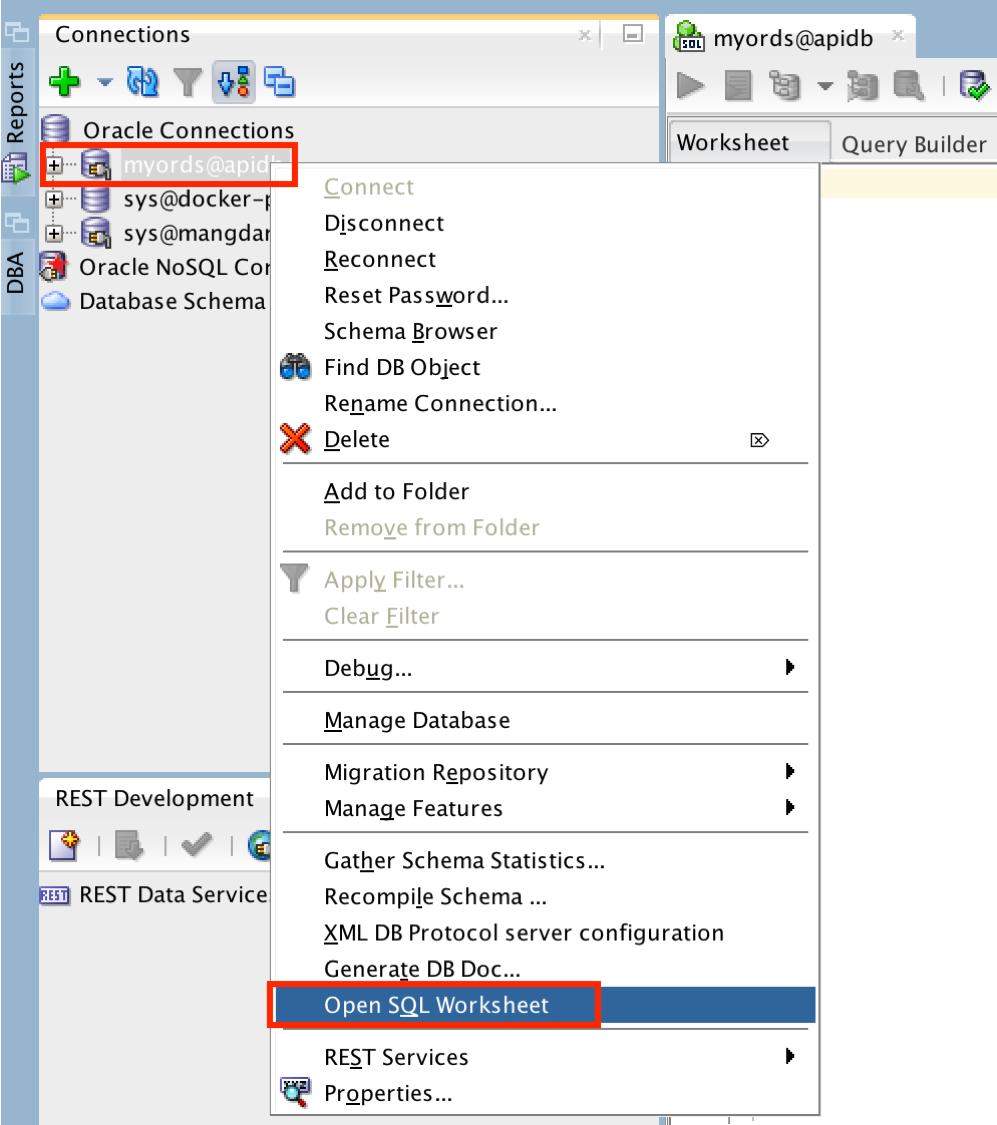 Connections
myords@apidb
Reports
Worksheet
Query Builder
Oracle Connections
myords@apidb
sys@docker-
sys@mangdar
Oracle NoSQL Co
Database Schema
DBA
Connect
Disconnect
Reconnect
Reset Password...
Schema Browser
Find DB Object
Rename Connection...
Delete
Add to Folder
Remove from Folder
Apply Filter...
Clear Filter
Debug...
Manage Database
Migration Repository
Manage Features
Gather Schema Statistics...
Recompile Schema ...
XML DB Protocol server configuration
Generate DB Doc...
Open SQL Worksheet
REST Services
Properties...
REST Development
REST Data Service